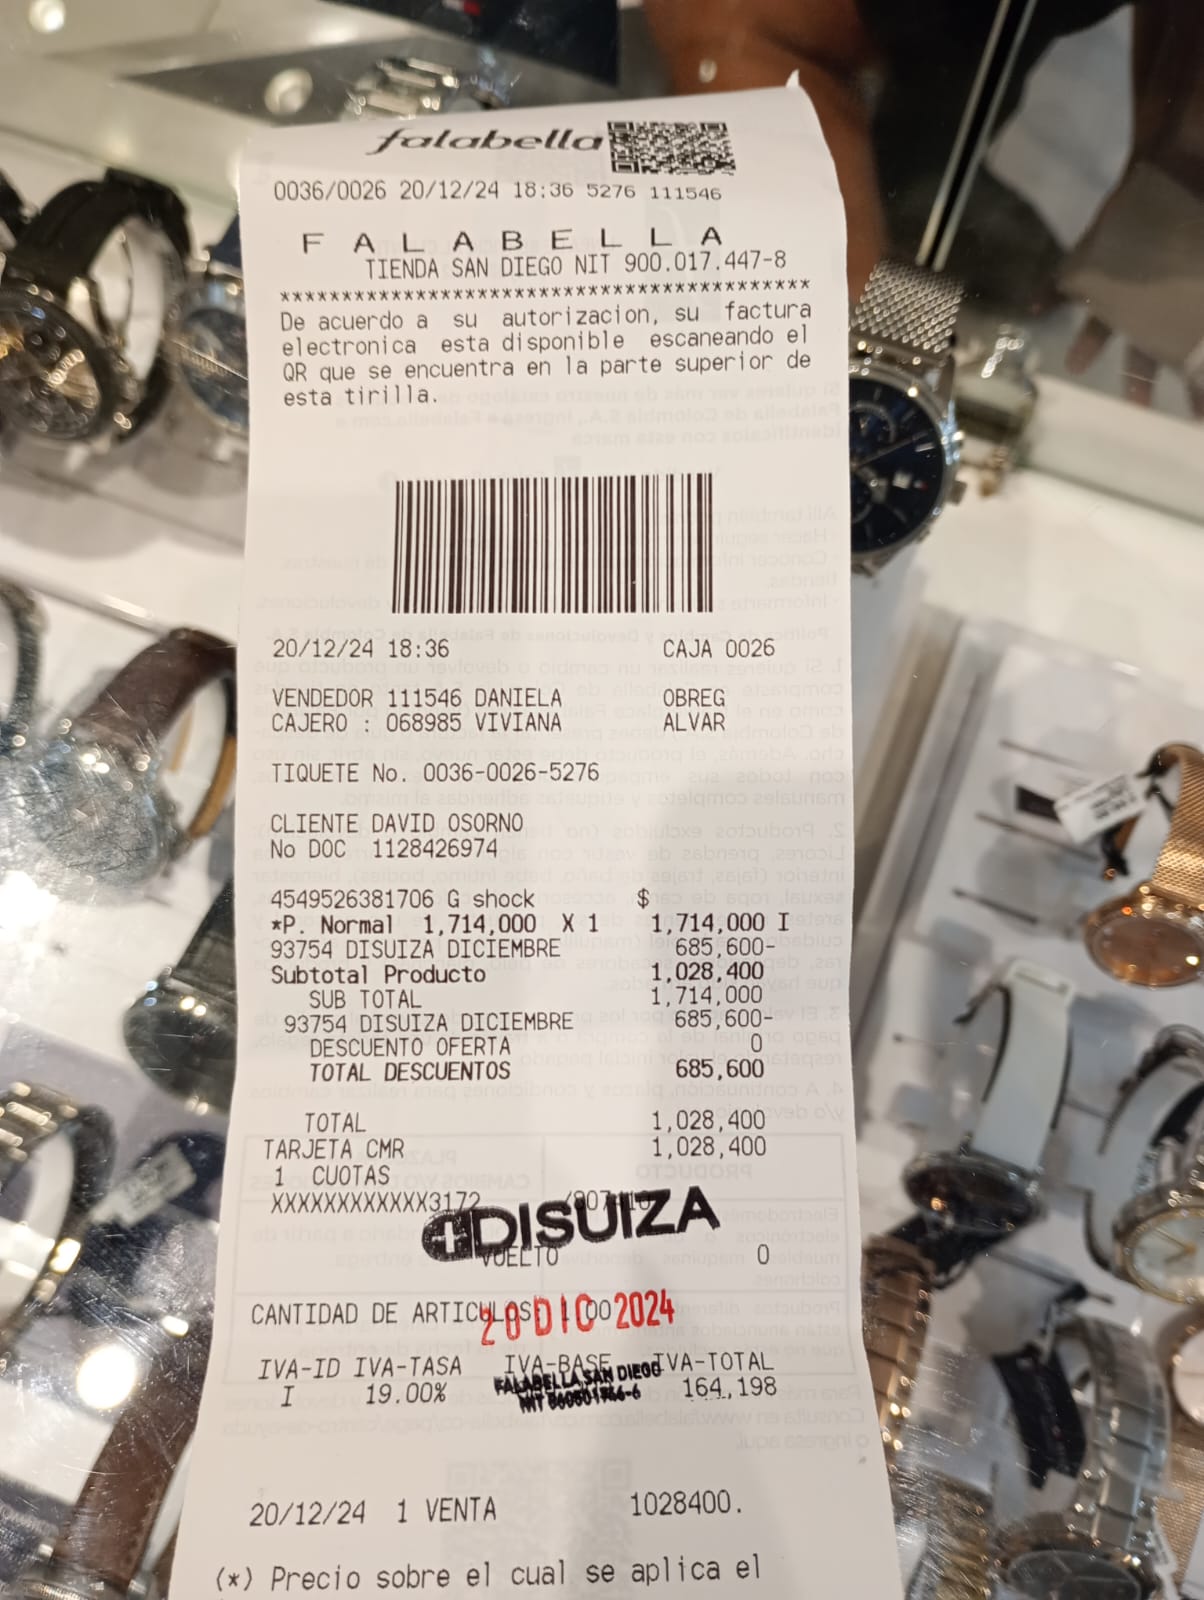 falabella
0036/0026 20/12/24 18:36 5276 111546
F A L A B E L L A
TIENDA SAN DIEGO NIT 900.017.447-8
******************************************
De acuerdo a su autorizacion, su factura
electronica esta disponible escaneando el
QR que se encuentra en la parte superior de
esta tirilla.
20/12/24 18:36 CAJA 0026
VENDEDOR 111546 DANIELA OBREG
CAJERO : 068985 VIVIANA ALVAR
TIQUETE No. 0036-0026-5276
CLIENTE DAVID OSORNO
No DOC 1128426974
4549526381706 G shock $
*P. Normal 1,714,000 X 1 1,714,000 I
93754 DISUIZA DICIEMBRE 685,600-
Subtotal Producto 1,028,400
SUB TOTAL 1,714,000
93754 DISUIZA DICIEMBRE 685,600-
DESCUENTO OFERTA 0
TOTAL DESCUENTOS 685,600
TOTAL 1,028,400
TARJETA CMR 1,028,400
1 CUOTAS
XXXXXXXXXXXX3172
DISUIZA
VUELTO 0
CANTIDAD DE ARTICULOS: 1.00
20 DIC 2024
IVA-ID IVA-TASA IVA-BASE IVA-TOTAL
FALABELLA SAN DIEGO
I 19.00% 164,198
20/12/24 1 VENTA 1028400.
(*) Precio sobre el cual se aplica el